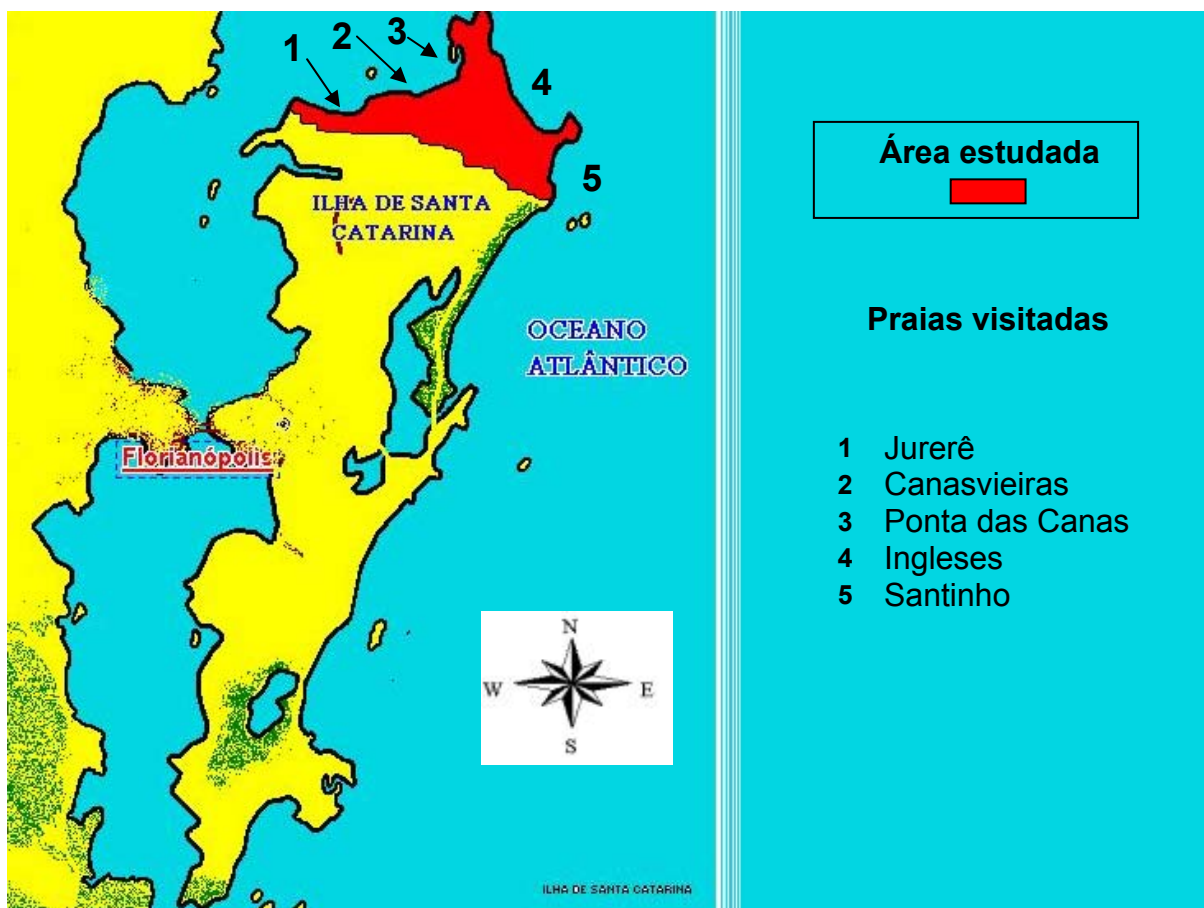 1
2
3
4
5
ILHA DE SANTA
CATARINA
OCEANO
ATLÂNTICO
Florianópolis
N
W
E
S
ILHA DE SANTA CATARINA
Área estudada
Praias visitadas
1 Jurerê
2 Canasvieiras
3 Ponta das Canas
4 Ingleses
5 Santinho